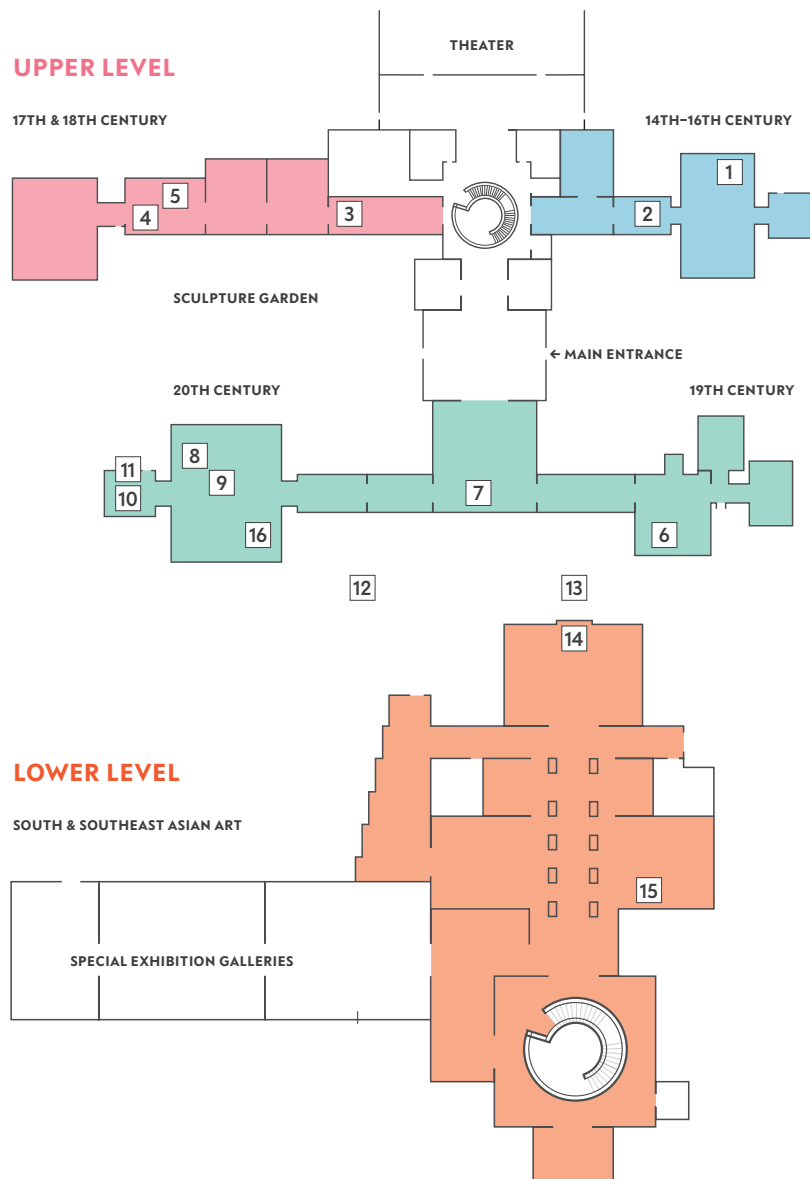 THEATER
UPPER LEVEL
17TH & 18TH CENTURY
14TH–16TH CENTURY
1
5
4
3
2
SCULPTURE GARDEN
← MAIN ENTRANCE
20TH CENTURY
19TH CENTURY
8
11
9
10
7
16
6
12
13
14
LOWER LEVEL
SOUTH & SOUTHEAST ASIAN ART
15
SPECIAL EXHIBITION GALLERIES